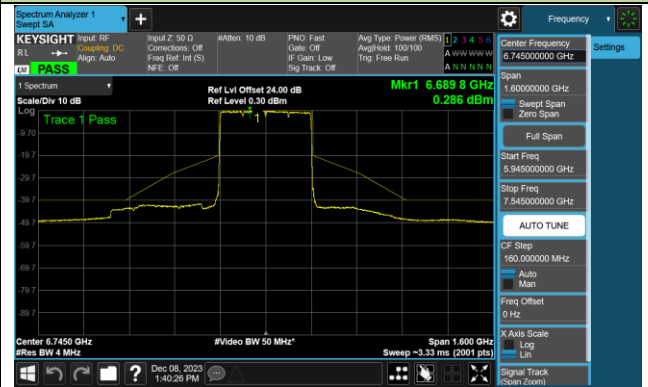 Spectrum Analyzer 1
Swept SA
Frequency
KEYSIGHT
RL
Input: RF
Coupling: DC
Align: Auto
Input Z: 50 Ω
Corrections: Off
Freq Ref: Int (S)
NFE: Off
#Atten: 10 dB
PNO: Fast
Gate: Off
IF Gain: Low
Sig Track: Off
Avg Type: Power (RMS)
Avg|Hold: 100/100
Trig: Free Run
1 2 3 4 5 6
A W W W W W
A N N N N N
LXI PASS
1 Spectrum
Scale/Div 10 dB
Ref Lvl Offset 24.00 dB
Ref Level 0.30 dBm
Mkr1 6.689 8 GHz
0.286 dBm
Log
Trace 1 Pass
1
-9.70
-19.7
-29.7
-39.7
-49.7
-59.7
-69.7
-79.7
-89.7
Center 6.7450 GHz
#Res BW 4 MHz
#Video BW 50 MHz*
Span 1.600 GHz
Sweep ~3.33 ms (2001 pts)
Dec 08, 2023
1:40:26 PM
Center Frequency
6.745000000 GHz
Settings
Span
1.60000000 GHz
Swept Span
Zero Span
Full Span
Start Freq
5.945000000 GHz
Stop Freq
7.545000000 GHz
AUTO TUNE
CF Step
160.000000 MHz
Auto
Man
Freq Offset
0 Hz
X Axis Scale
Log
Lin
Signal Track
(Span Zoom)